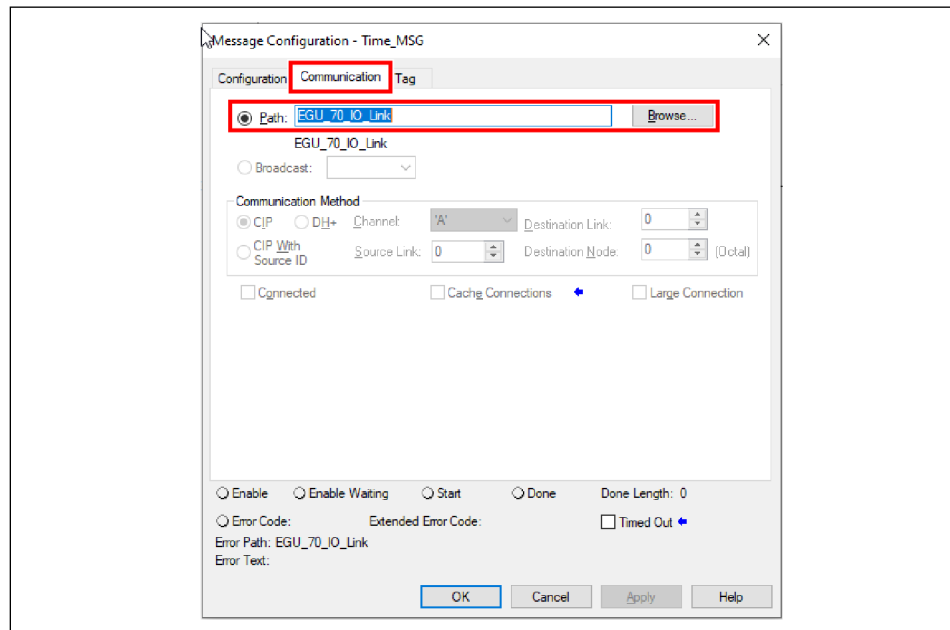 Message Configuration - Time_MSG
Configuration Communication Tag
Path: EGU_70_IO_Link Browse...
EGU_70_IO_Link
Broadcast:
Communication Method
CIP DH+ Channel: 'A' Destination Link: 0
CIP With Source ID Source Link: 0 Destination Node: 0 (Octal)
Connected Cache Connections Large Connection
Enable Enable Waiting Start Done Done Length: 0
Error Code: Extended Error Code: Timed Out
Error Path: EGU_70_IO_Link
Error Text:
OK Cancel Apply Help